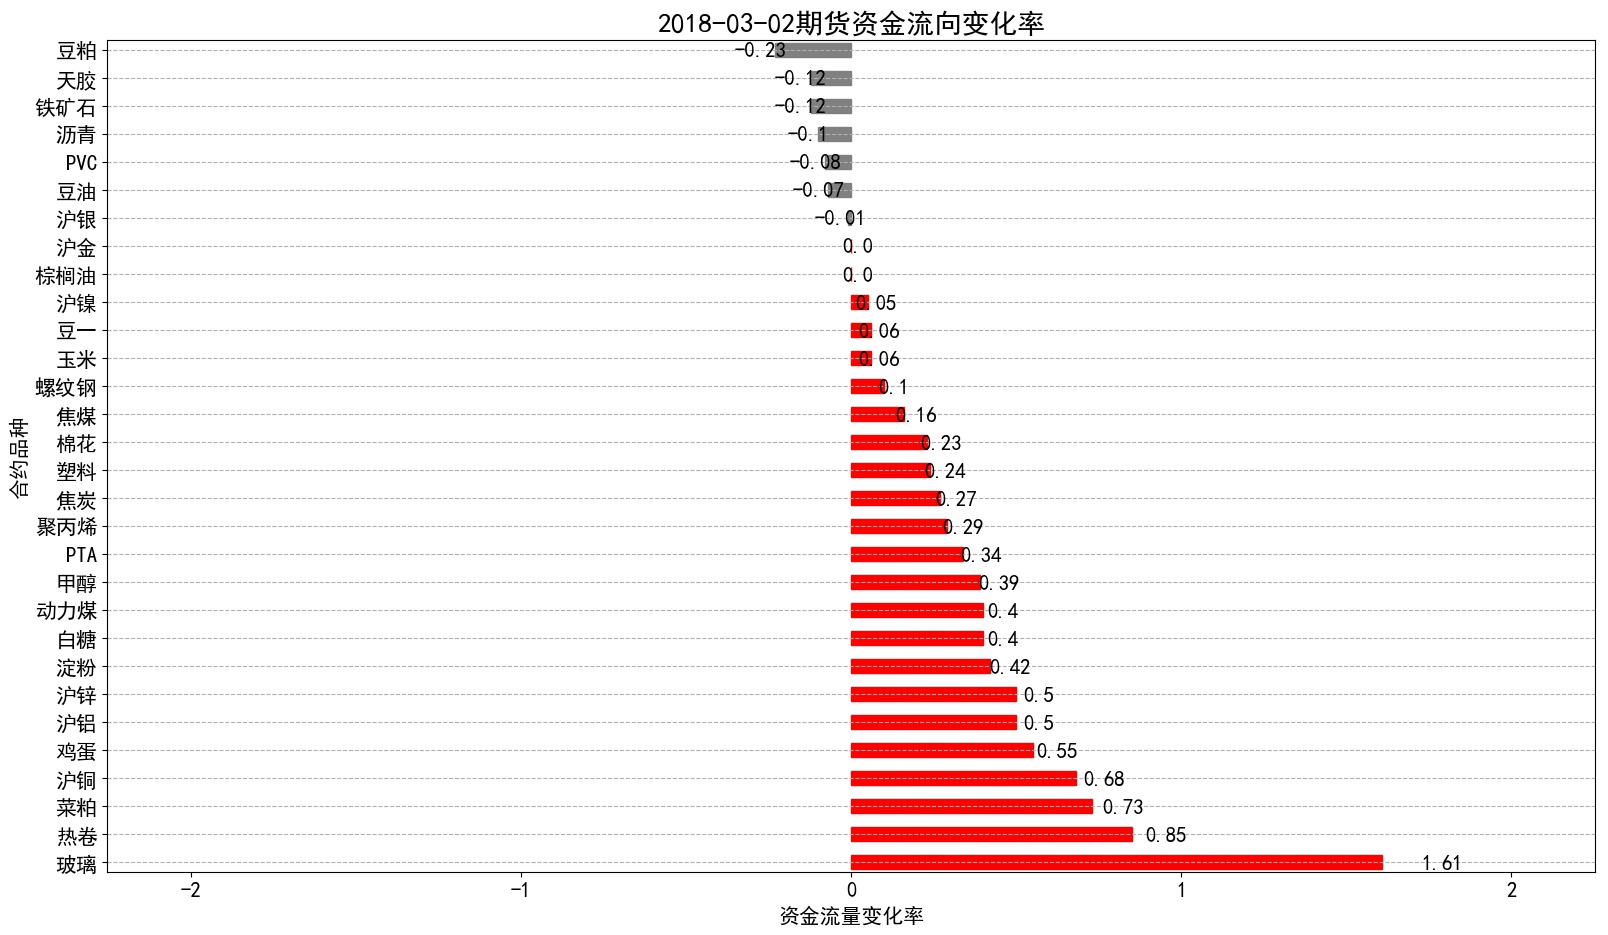 2018-03-02期货资金流向变化率
豆粕 -0.23
天胶 -0.12
铁矿石 -0.12
沥青 -0.1
PVC -0.08
豆油 -0.07
沪银 -0.01
沪金 0.0
棕榈油 0.0
沪镍 0.05
豆一 0.06
玉米 0.06
螺纹钢 0.1
焦煤 0.16
棉花 0.23
塑料 0.24
焦炭 0.27
聚丙烯 0.29
PTA 0.34
甲醇 0.39
动力煤 0.4
白糖 0.4
淀粉 0.42
沪锌 0.5
沪铝 0.5
鸡蛋 0.55
沪铜 0.68
菜粕 0.73
热卷 0.85
玻璃 1.61
合约品种
-2 -1 0 1 2
资金流量变化率